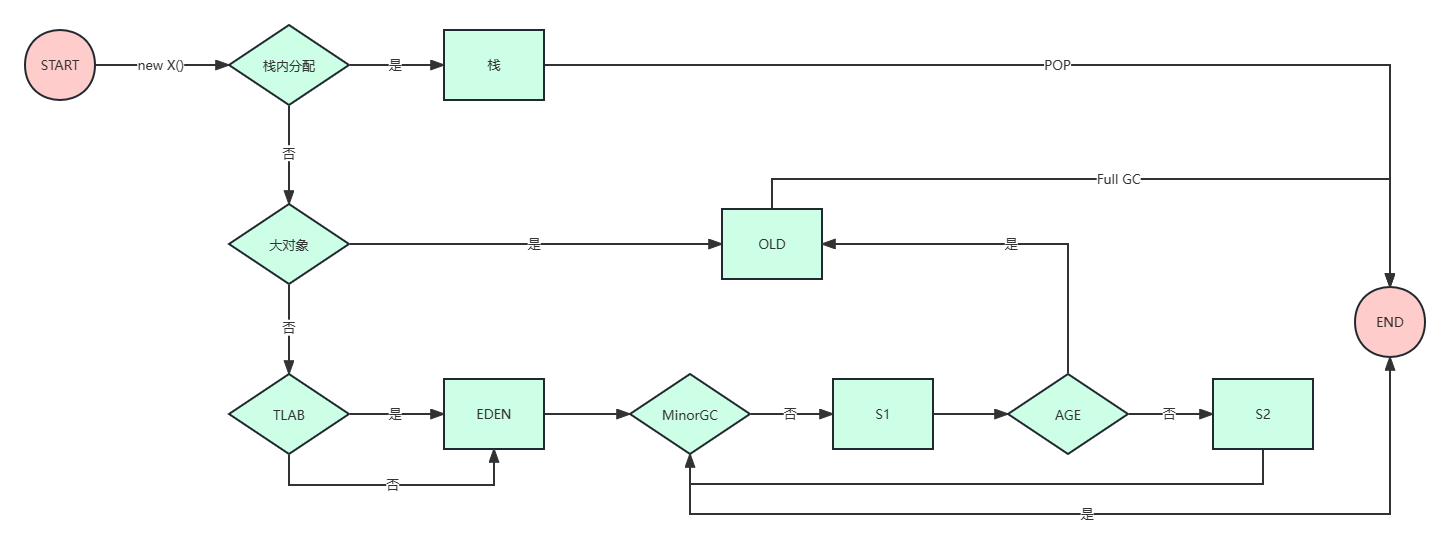 START
new X()
栈内分配
是
栈
POP
否
Full GC
大对象
是
OLD
是
否
END
TLAB
是
EDEN
MinorGC
否
S1
AGE
否
S2
否
是